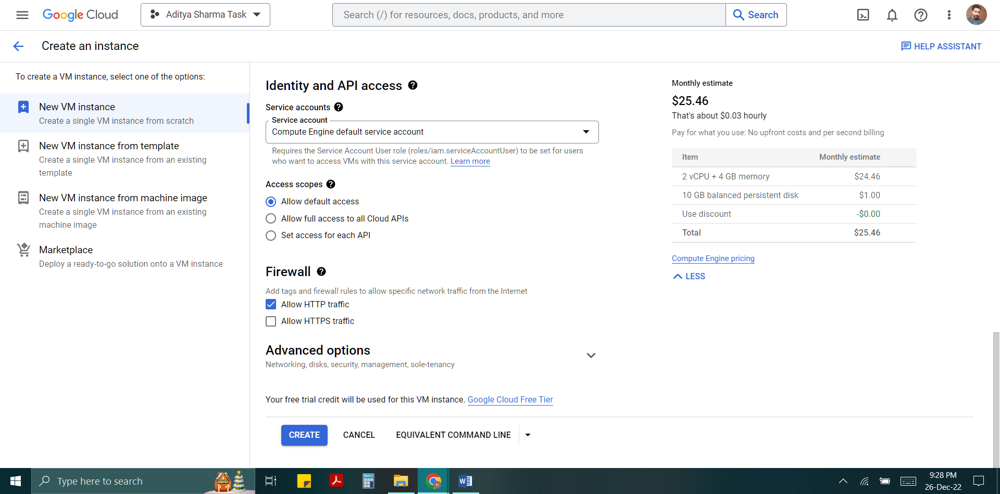 Google Cloud
Aditya Sharma Task
Search (/) for resources, docs, products, and more
Search
Create an instance
HELP ASSISTANT
To create a VM instance, select one of the options:
New VM instance
Create a single VM instance from scratch
New VM instance from template
Create a single VM instance from an existing
template
New VM instance from machine image
Create a single VM instance from an existing
machine image
Marketplace
Deploy a ready-to-go solution onto a VM instance
Identity and API access
Service accounts
Service account
Compute Engine default service account
Requires the Service Account User role (roles/iam.serviceAccountUser) to be set for users
who want to access VMs with this service account. Learn more
Access scopes
Allow default access
Allow full access to all Cloud APIs
Set access for each API
Firewall
Add tags and firewall rules to allow specific network traffic from the Internet
Allow HTTP traffic
Allow HTTPS traffic
Advanced options
Networking, disks, security, management, sole-tenancy
Your free trial credit will be used for this VM instance. Google Cloud Free Tier
CREATE
CANCEL
EQUIVALENT COMMAND LINE
Monthly estimate
$25.46
That's about $0.03 hourly
Pay for what you use: No upfront costs and per second billing
Item Monthly estimate
2 vCPU + 4 GB memory $24.46
10 GB balanced persistent disk $1.00
Use discount -$0.00
Total $25.46
Compute Engine pricing
LESS
Type here to search
9:28 PM
26-Dec-22